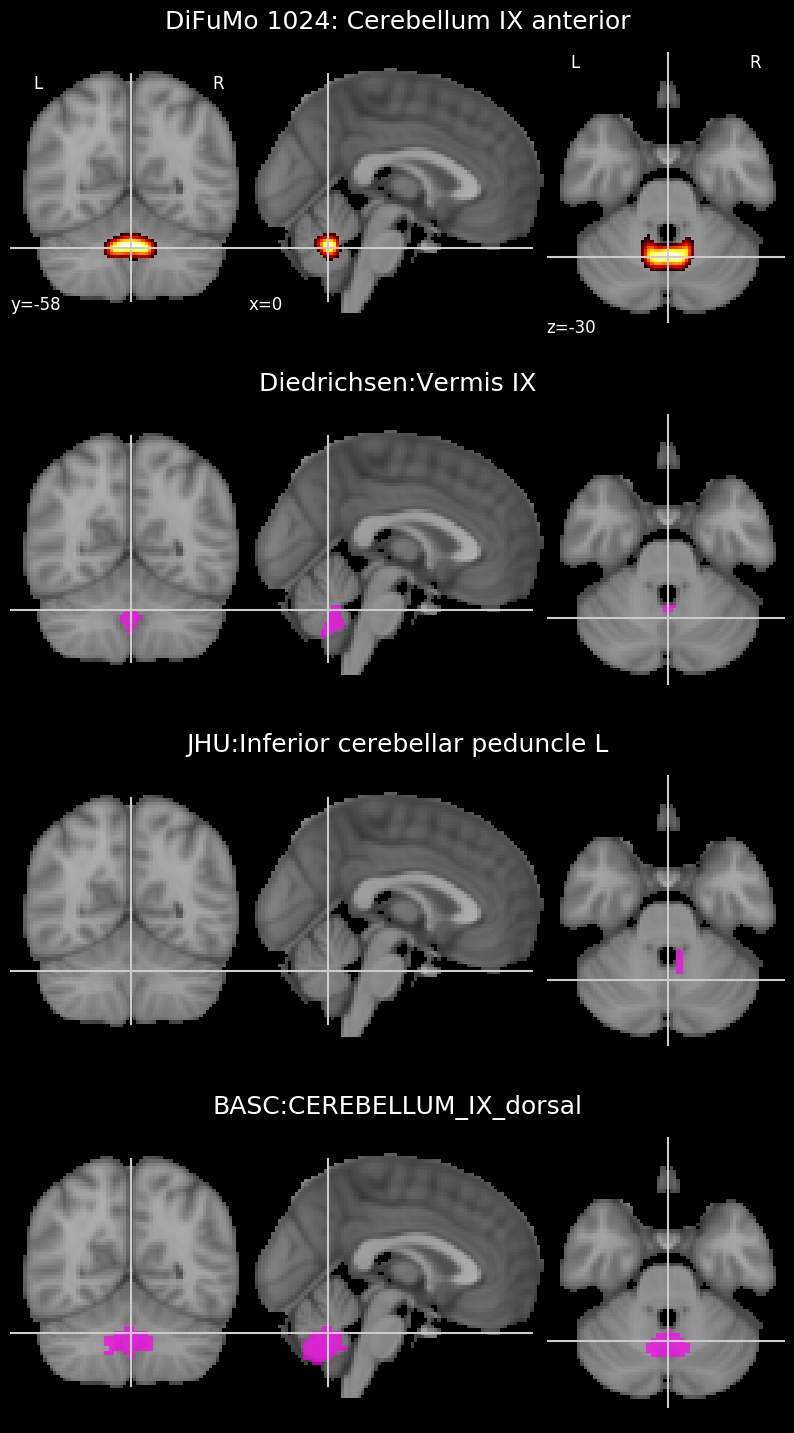 DiFuMo 1024: Cerebellum IX anterior
L R L R
y=-58 x=0 z=-30
Diedrichsen:Vermis IX
JHU:Inferior cerebellar peduncle L
BASC:CEREBELLUM_IX_dorsal